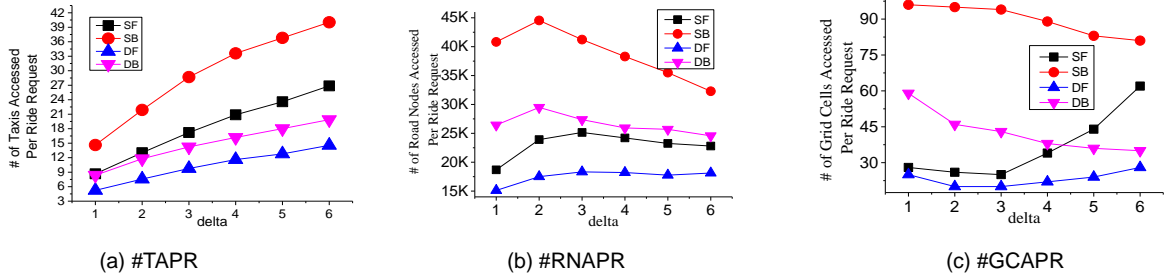 # of Taxis Accessed
Per Ride Request
42
39
36
33
30
27
24
21
18
15
12
9
6
3
SF
SB
DF
DB
1 2 3 4 5 6
delta
(a) #TAPR
# of Road Nodes Accessed
Per Ride Request
45K
40K
35K
30K
25K
20K
15K
SF
SB
DF
DB
1 2 3 4 5 6
delta
(b) #RNAPR
# of Grid Cells Accessed
Per Ride Request
90
75
60
45
30
SF
SB
DF
DB
1 2 3 4 5 6
delta
(c) #GCAPR